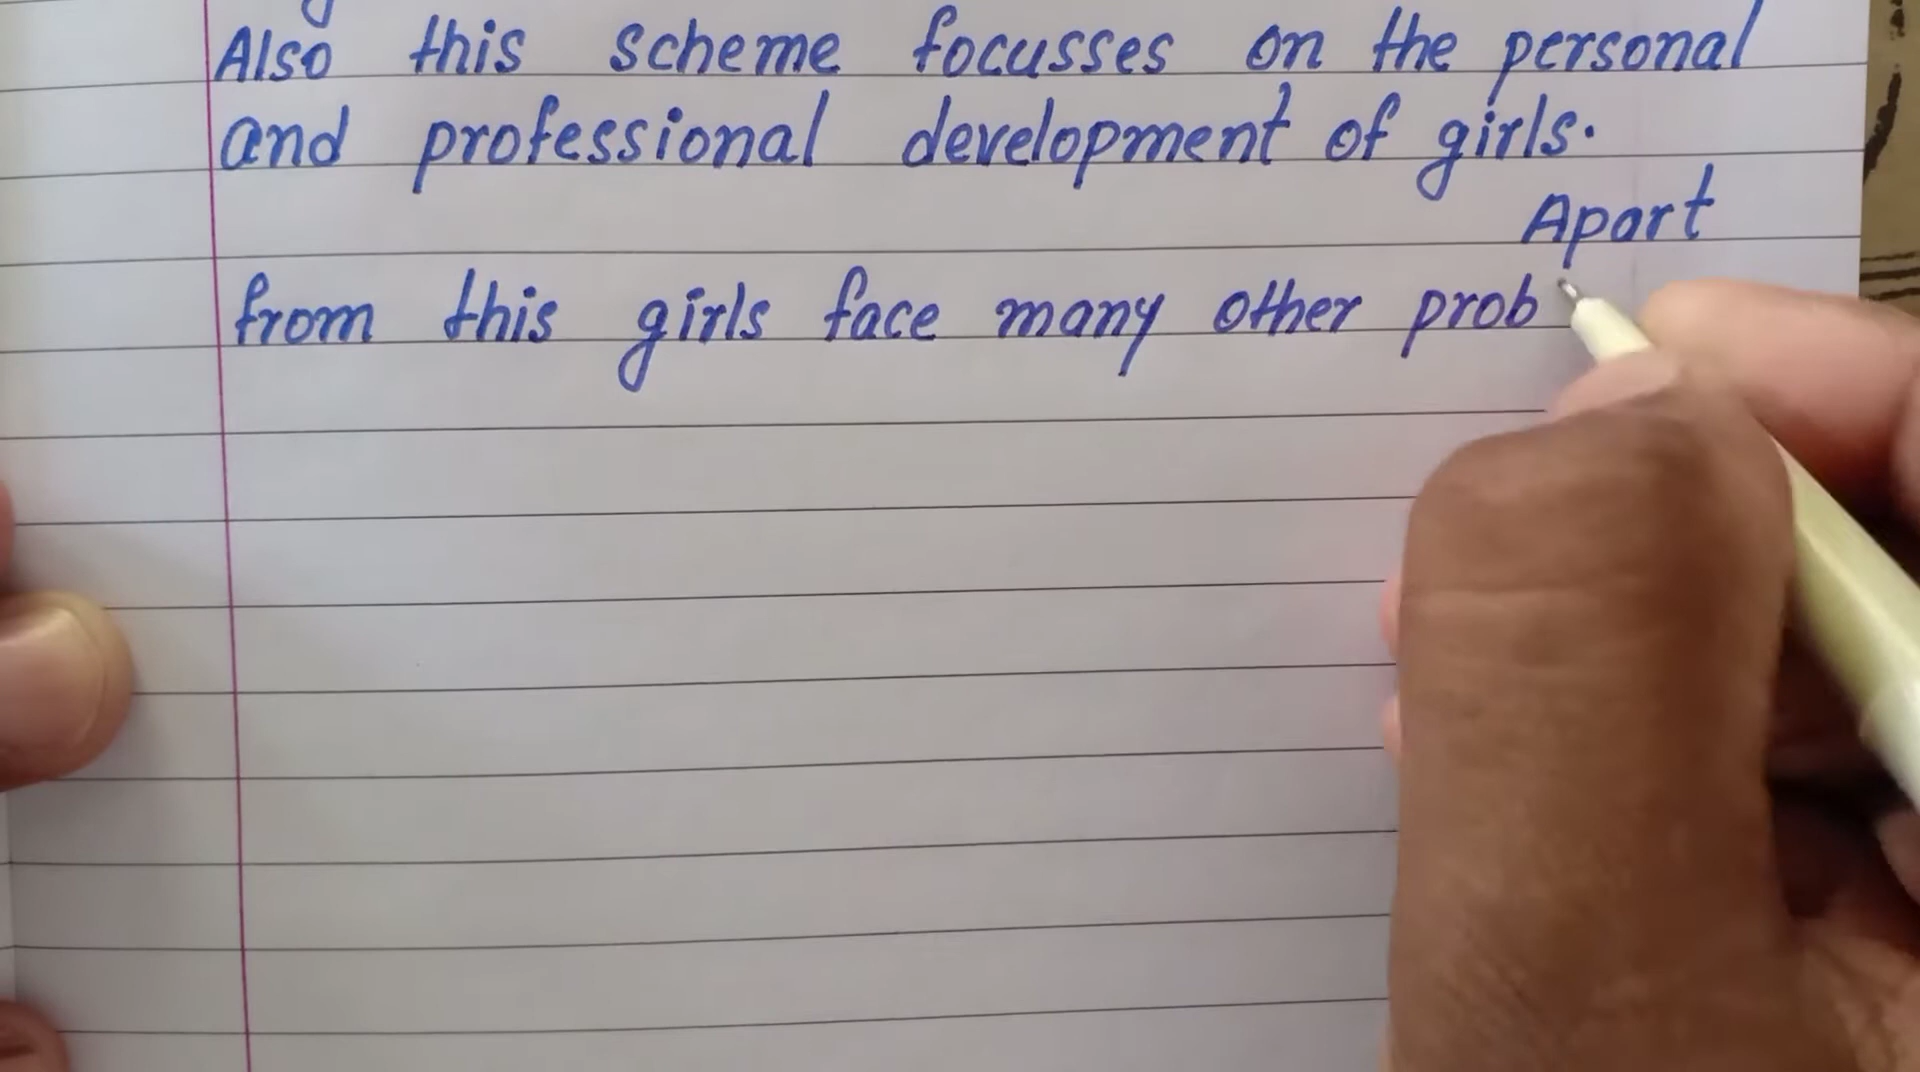 Also this scheme focusses on the personal
and professional development of girls.
Apart
from this girls face many other prob